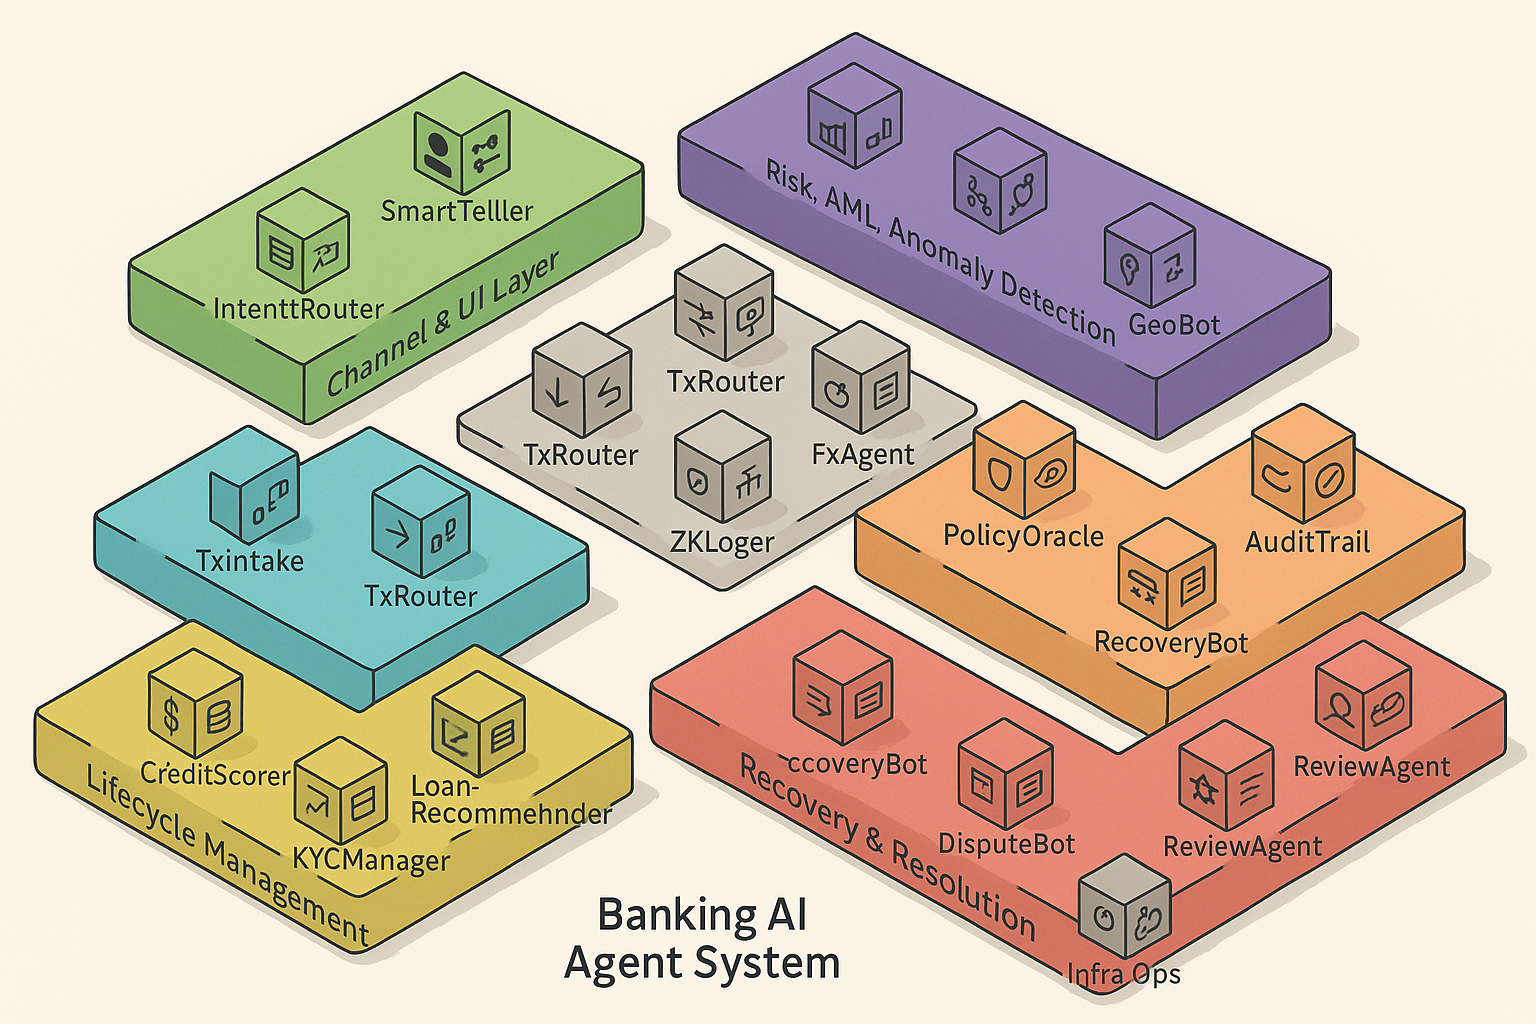 SmartTelller
IntenttRouter
Channel & UI Layer
Risk, AML, Anomaly Detection
GeoBot
TxRouter
TxRouter
FxAgent
ZKLoger
Txintake
TxRouter
PolicyOracle
AuditTrail
RecoveryBot
$
CreditScorer
Loan-
Recommehnder
KYCManager
Lifecycle Management
ccoveryBot
DisputeBot
ReviewAgent
ReviewAgent
Recovery & Resolution
Infra Ops
Banking AI
Agent System